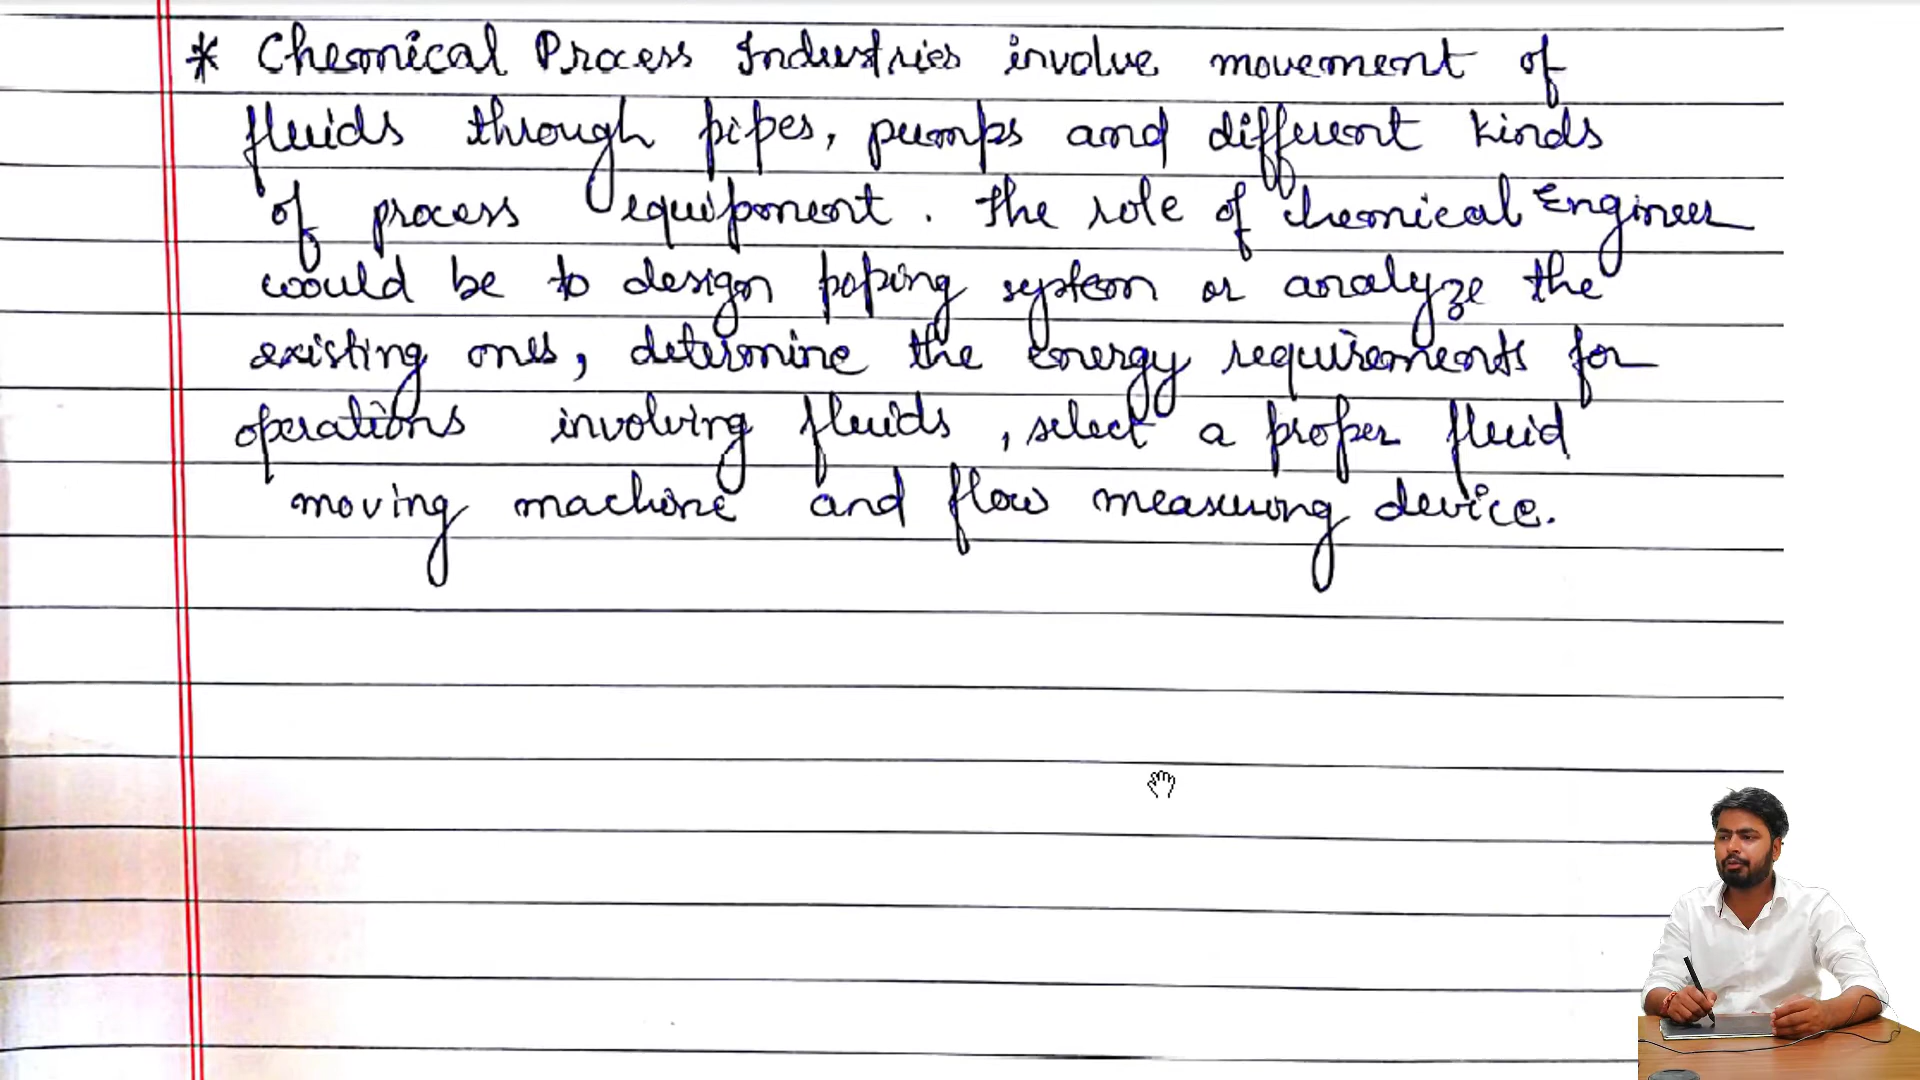 * Chemical Process Industries involve movement of
fluids through pipes, pumps and different kinds
of process equipment. The role of chemical Engineer
would be to design poping system or analyze the
existing ones, determine the energy requirements for
operations involving fluids, select a proper fluid
moving machine and flow measuring device.